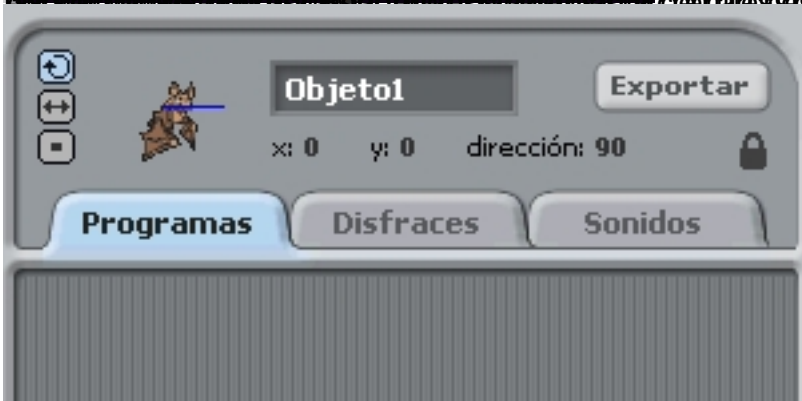 Objeto1
Exportar
x: 0 y: 0 dirección: 90
Programas
Disfraces
Sonidos